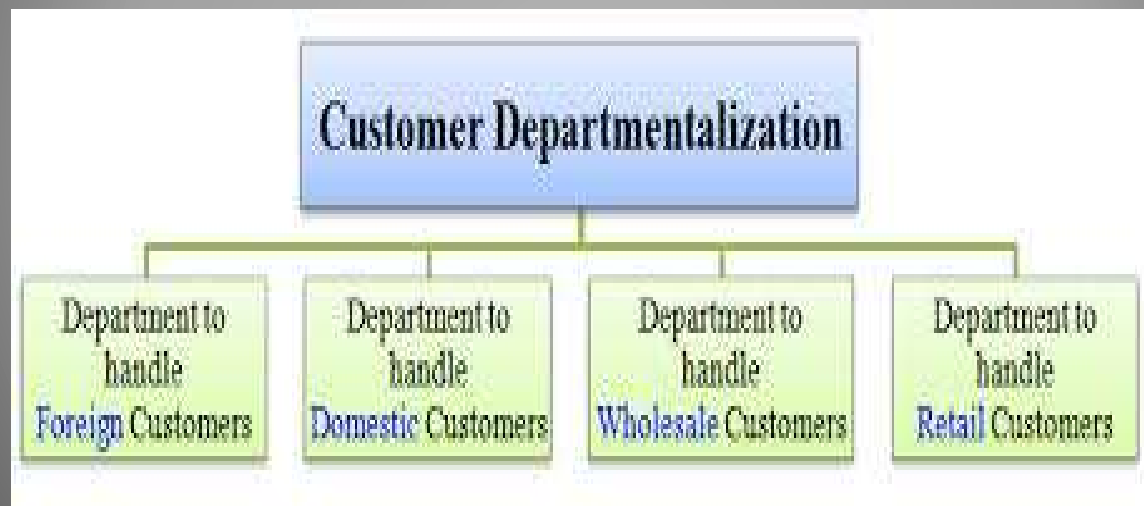 Customer Departmentalization
Department to
handle
Foreign Customers
Department to
handle
Domestic Customers
Department to
handle
Wholesale Customers
Department to
handle
Retail Customers